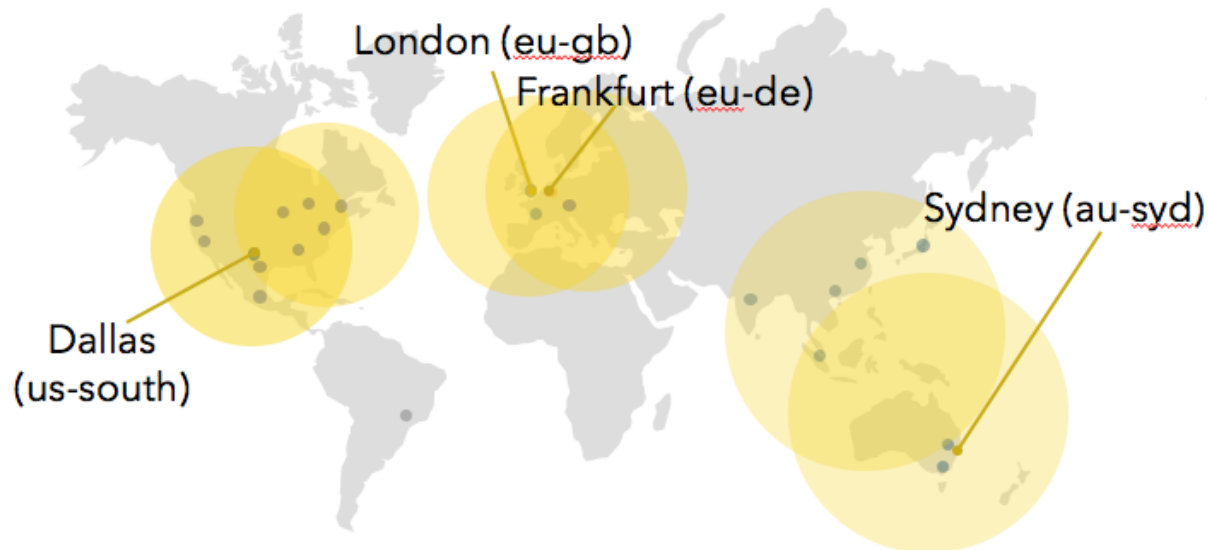 London (eu-gb)
Frankfurt (eu-de)
Sydney (au-syd)
Dallas
(us-south)